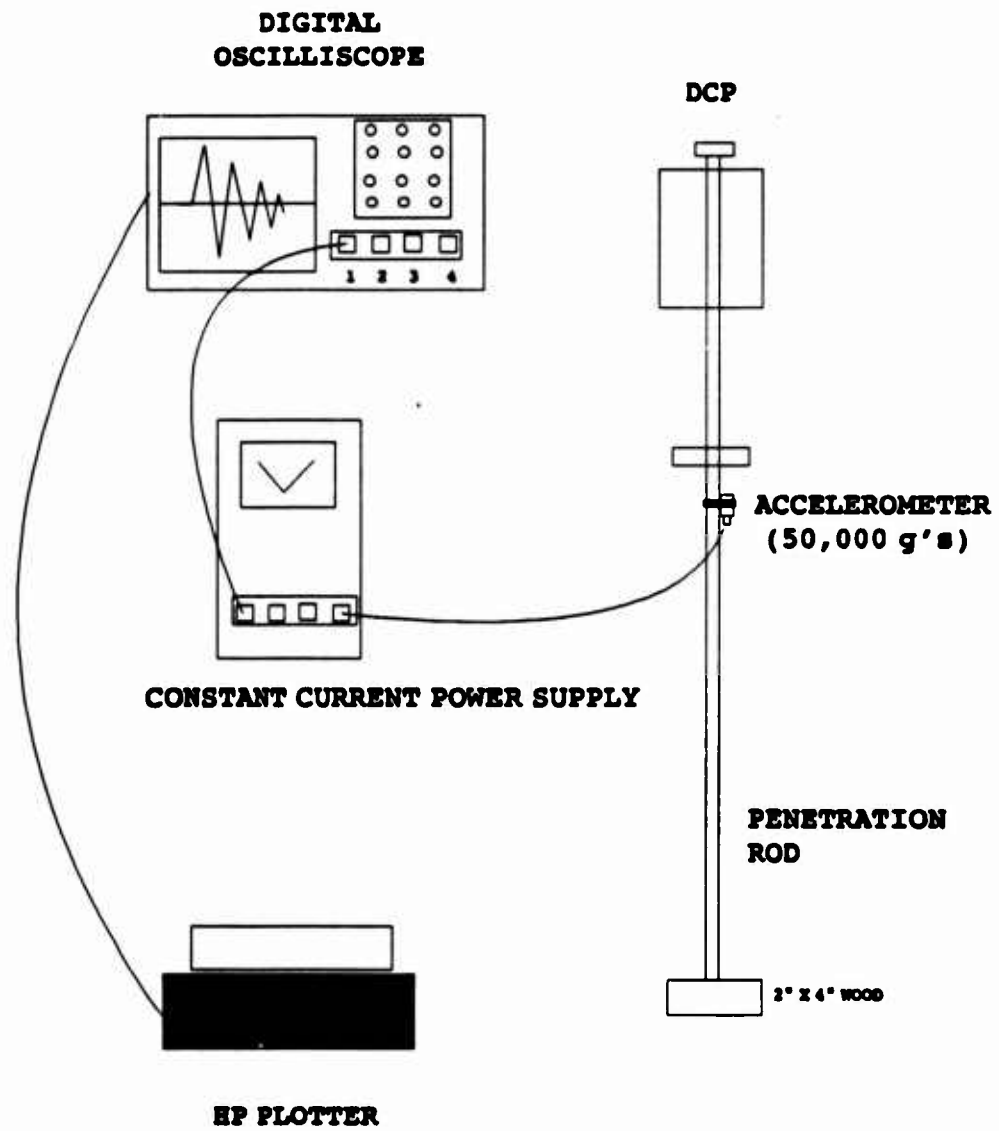 DIGITAL
OSCILLISCOPE
DCP
1 2 3 4
ACCELEROMETER
(50,000 g's)
CONSTANT CURRENT POWER SUPPLY
PENETRATION
ROD
2" X 4" WOOD
HP PLOTTER